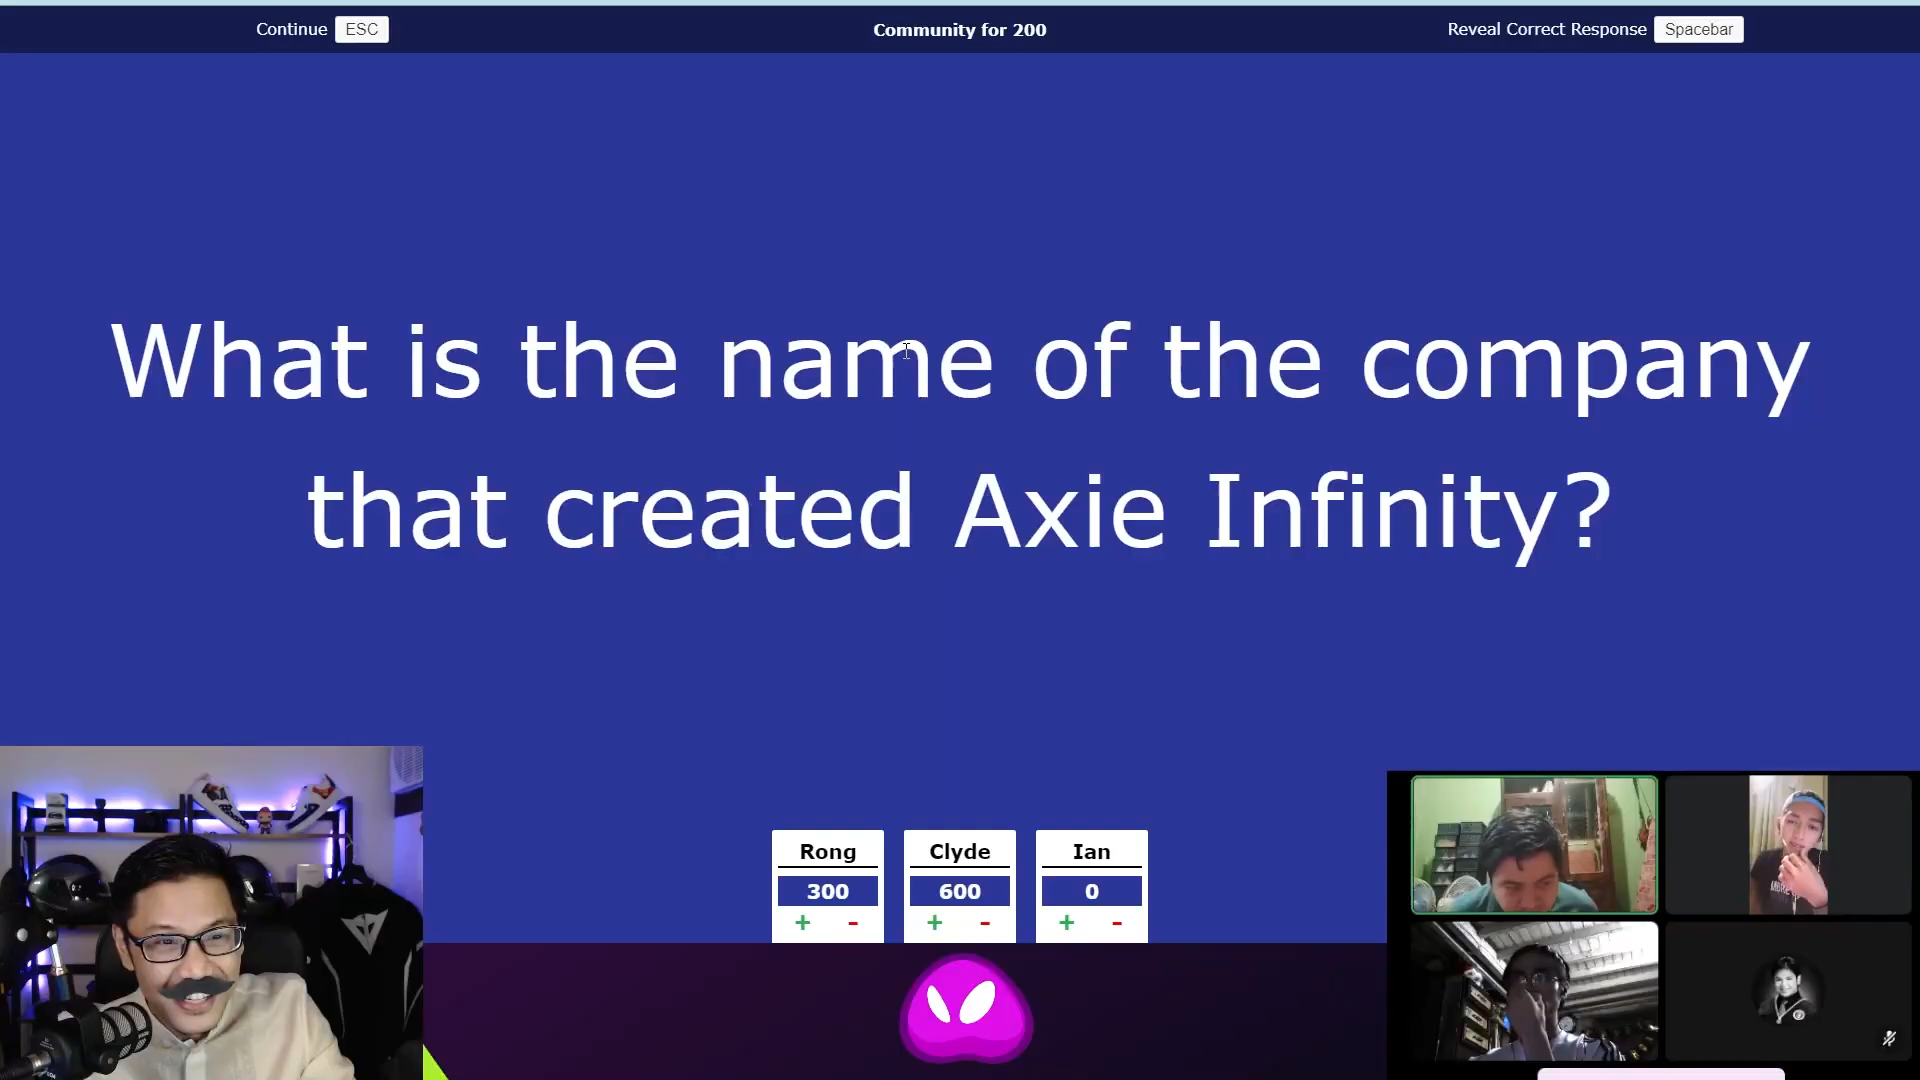 Continue ESC
Community for 200
Reveal Correct Response Spacebar
What is the name of the company
that created Axie Infinity?
Rong Clyde Ian
300 600 0
+ - + - + -